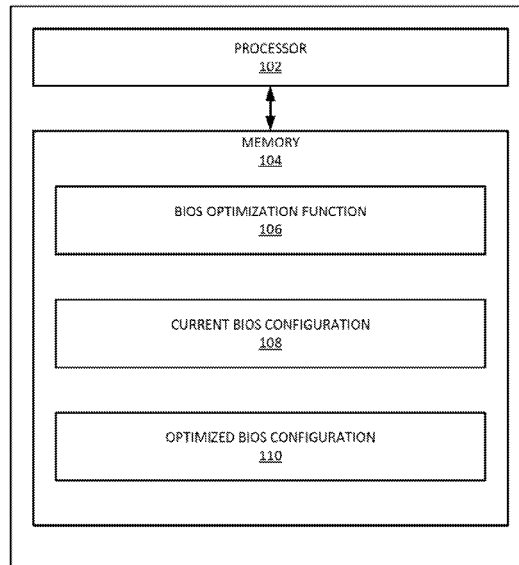 PROCESSOR
102
MEMORY
104
BIOS OPTIMIZATION FUNCTION
106
CURRENT BIOS CONFIGURATION
108
OPTIMIZED BIOS CONFIGURATION
110